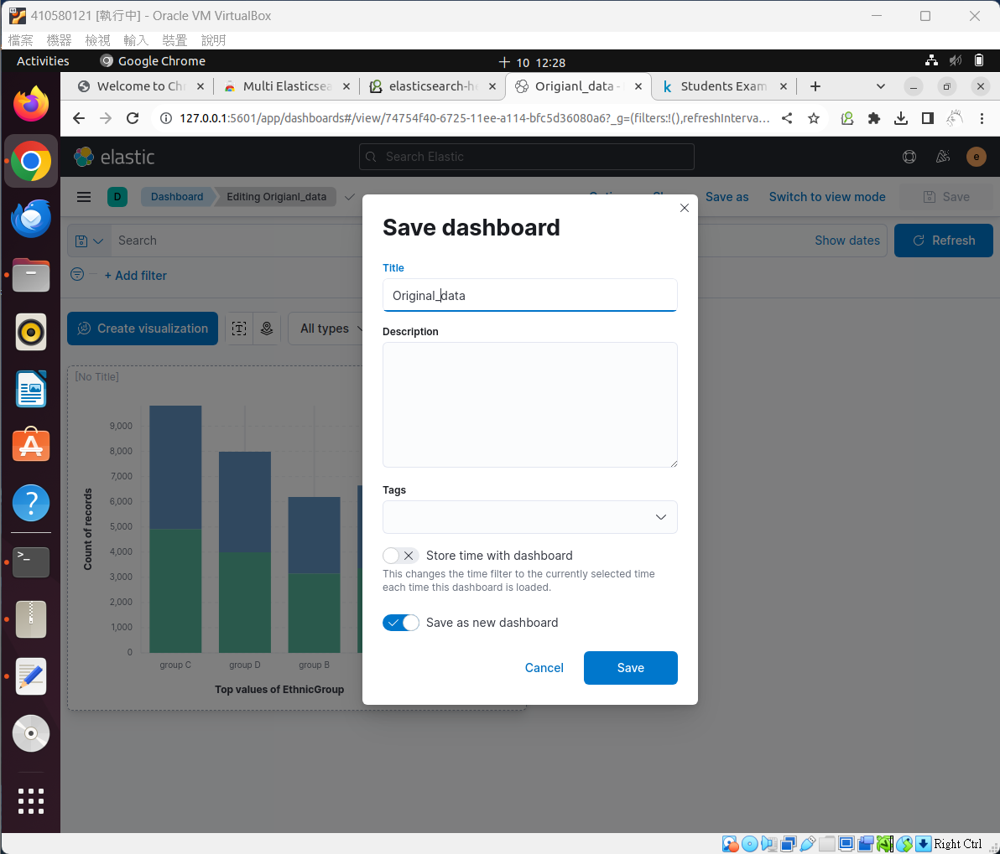 410580121 [執行中] - Oracle VM VirtualBox
檔案 機器 檢視 輸入 裝置 說明
Activities Google Chrome 10 12:28
Welcome to Ch Multi Elasticsea elasticsearch-he Origianl_data - Students Exam
127.0.0.1:5601/app/dashboards#/view/74754f40-6725-11ee-a114-bfc5d36080a6?_g=(filters:!(),refreshInterva...
elastic Search Elastic e
D Dashboard Editing Origianl_data Save as Switch to view mode Save
Search Show dates Refresh
+ Add filter
Create visualization All types
[No Title]
9,000
8,000
7,000
6,000
5,000
4,000
3,000
2,000
1,000
0
Count of records
group C group D group B
Top values of EthnicGroup
Save dashboard
Title
Original_data
Description
Tags
Store time with dashboard
This changes the time filter to the currently selected time
each time this dashboard is loaded.
Save as new dashboard
Cancel Save
Right Ctrl